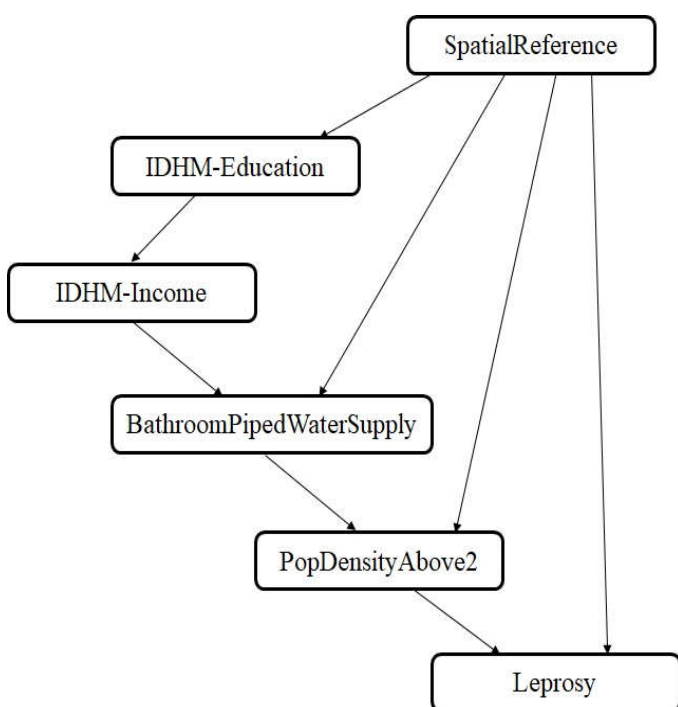 SpatialReference
IDHM-Education
IDHM-Income
BathroomPipedWaterSupply
PopDensityAbove2
Leprosy